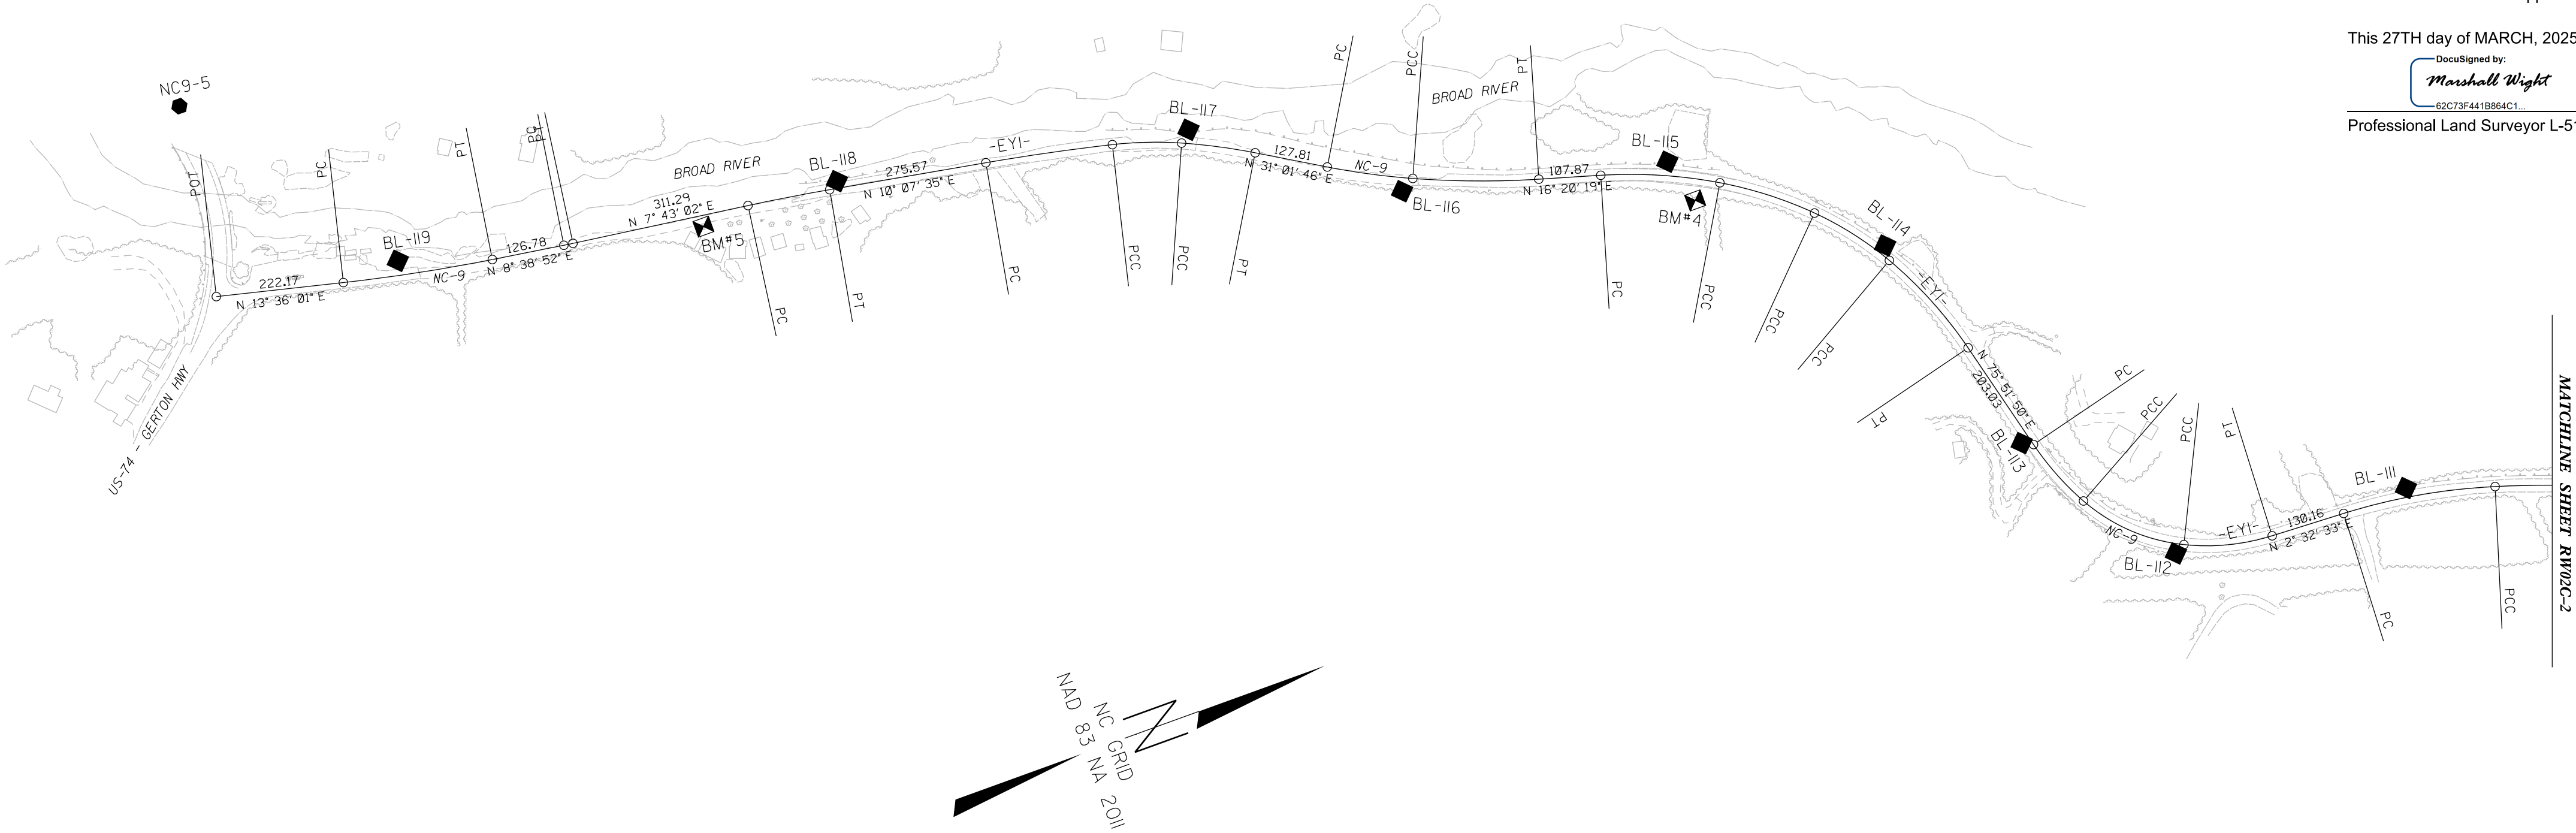 This 27TH day of MARCH, 2025
DocuSigned by:
Marshall Wight
62C73F441B864C1...
Professional Land Surveyor L-51
NC9-5
POT
PC
PT
PC
PT
BL-119
222.17
N 13° 36' 01" E
NC-9
126.78
N 8° 38' 52" E
US-74 - GERTON HWY
311.29
N 7° 43' 02" E
BM#5
BROAD RIVER
BL-118
275.57
N 10° 07' 35" E
PC
PT
-EY1-
PC
PCC
PCC
PT
BL-117
127.81
N 31° 01' 46" E
PC
PCC
NC-9
BL-116
BROAD RIVER
PT
107.87
N 16° 20' 19" E
BL-115
BM#4
PC
PCC
PCC
PCC
BL-114
-EY1-
PT
N 75° 51' 50" E
203.03
BL-113
PC
PCC
PCC
PT
NC-9
BL-112
-EY1-
130.16
N 2° 32' 33" E
BL-111
PC
PCC
MATCHLINE SHEET RW02C-2
NC GRID
NAD 83 NA 2011